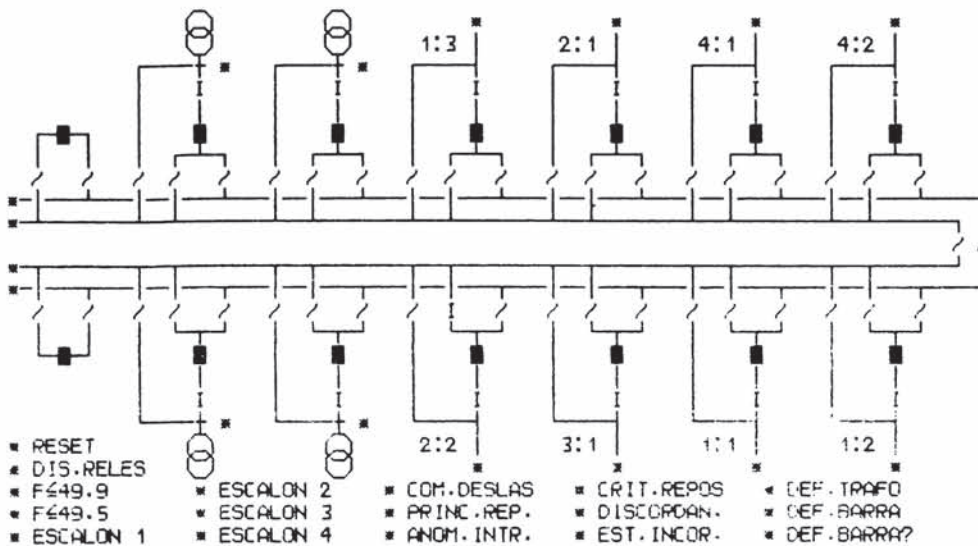 1:3 2:1 4:1 4:2
2:2 3:1 1:1 1:2
* RESET
* DIS.RELES
* F≤49.9 * ESCALON 2 * COM.DESLAS * CRIT.REPOS * DEF.TRAFO
* F≤49.5 * ESCALON 3 * PRINC.REP. * DISCORDAN. * DEF.BARRA
* ESCALON 1 * ESCALON 4 * ANOM.INTR. * EST.INCOR. * DEF.BARRA?